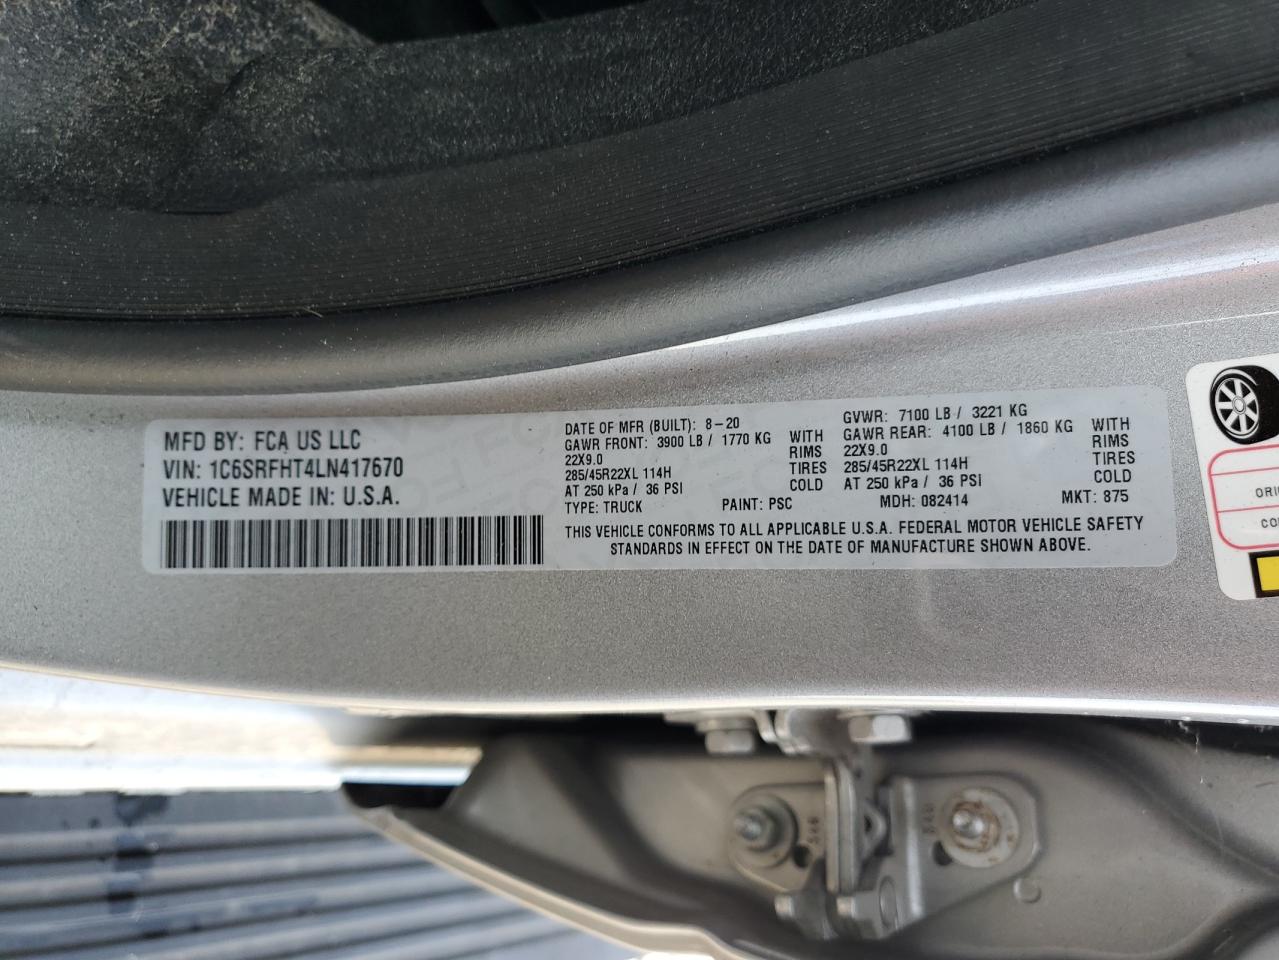 MFD BY: FCA US LLC
VIN: 1C6SRFHT4LN417670
VEHICLE MADE IN: U.S.A.
DATE OF MFR (BUILT): 8-20
GAWR FRONT: 3900 LB / 1770 KG WITH
22X9.0 RIMS
285/45R22XL 114H TIRES
AT 250 kPa / 36 PSI COLD
GVWR: 7100 LB / 3221 KG
GAWR REAR: 4100 LB / 1860 KG WITH
22X9.0 RIMS
285/45R22XL 114H TIRES
AT 250 kPa / 36 PSI COLD
TYPE: TRUCK PAINT: PSC MDH: 082414 MKT: 875
THIS VEHICLE CONFORMS TO ALL APPLICABLE U.S.A. FEDERAL MOTOR VEHICLE SAFETY
STANDARDS IN EFFECT ON THE DATE OF MANUFACTURE SHOWN ABOVE.